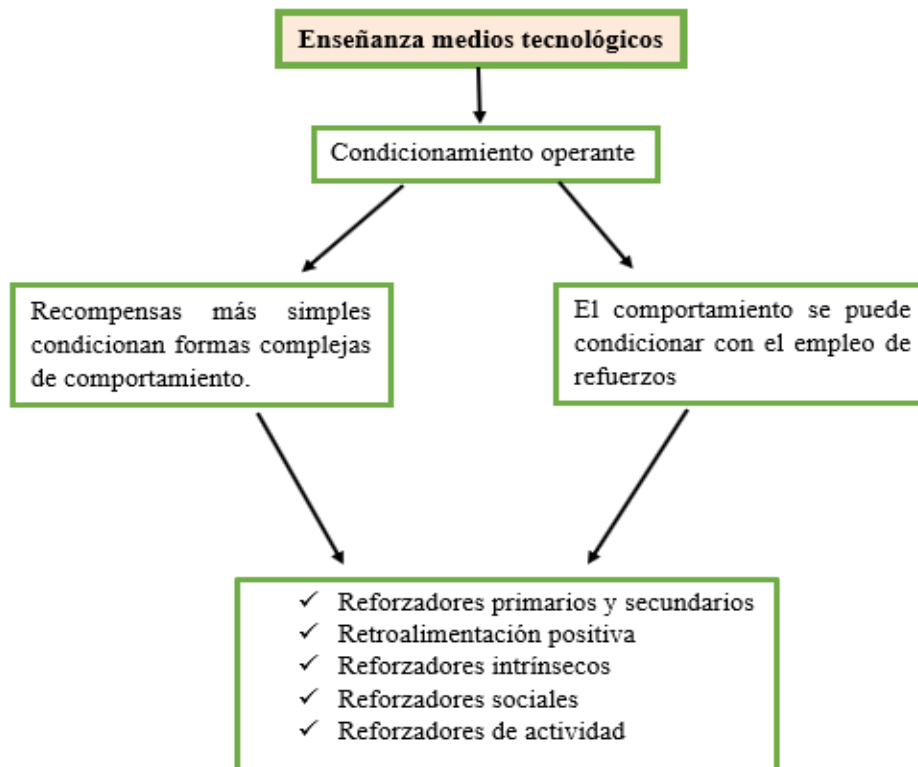 Enseñanza medios tecnológicos
Condicionamiento operante
Recompensas más simples
condicionan formas complejas
de comportamiento.
El comportamiento se puede
condicionar con el empleo de
refuerzos
✓ Reforzadores primarios y secundarios
✓ Retroalimentación positiva
✓ Reforzadores intrínsecos
✓ Reforzadores sociales
✓ Reforzadores de actividad